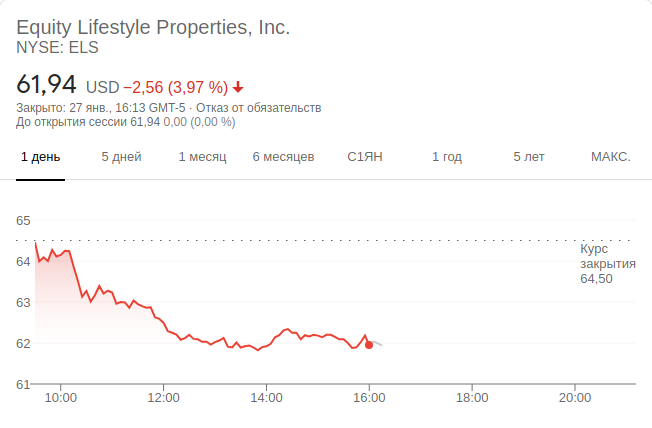 Equity Lifestyle Properties, Inc.
NYSE: ELS
61,94 USD −2,56 (3,97 %)
Закрыто: 27 янв., 16:13 GMT-5 · Отказ от обязательств
До открытия сессии 61,94 0,00 (0,00 %)
1 день 5 дней 1 месяц 6 месяцев С1ЯН 1 год 5 лет МАКС.
65
64
63
62
61
Курс
закрытия
64,50
10:00 12:00 14:00 16:00 18:00 20:00